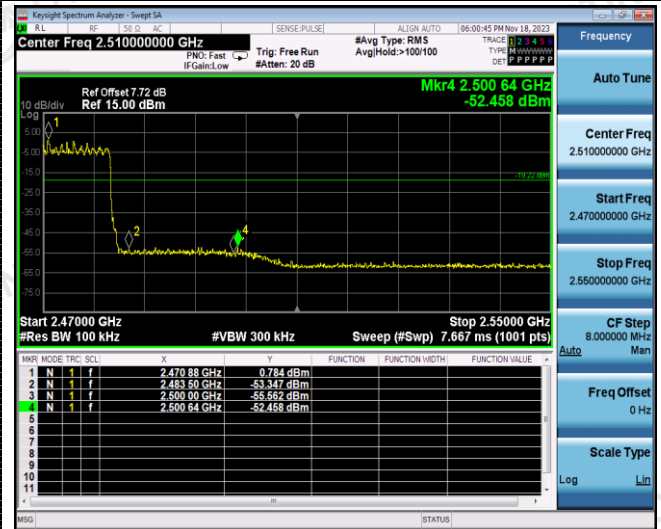 Keysight Spectrum Analyzer - Swept SA
RL RF 50 Ω AC SENSE:PULSE ALIGN AUTO 06:00:45 PM Nov 18, 2023
Center Freq 2.510000000 GHz
PNO: Fast
IFGain:Low
Trig: Free Run
#Atten: 20 dB
#Avg Type: RMS
Avg|Hold:>100/100
TRACE 1 2 3 4 5 6
TYPE M WWWWW
DET P P P P P P
Frequency
Ref Offset 7.72 dB
10 dB/div Ref 15.00 dBm
Log
Mkr4 2.500 64 GHz
-52.458 dBm
5.00
-5.00
-15.0
-25.0
-35.0
-45.0
-55.0
-65.0
-75.0
1
2
4
-19.22 dBm
Start 2.47000 GHz Stop 2.55000 GHz
#Res BW 100 kHz #VBW 300 kHz Sweep (#Swp) 7.667 ms (1001 pts)
MKR MODE TRC SCL X Y FUNCTION FUNCTION WIDTH FUNCTION VALUE
1 N 1 f 2.470 88 GHz 0.784 dBm
2 N 1 f 2.483 50 GHz -53.347 dBm
3 N 1 f 2.500 00 GHz -55.562 dBm
4 N 1 f 2.500 64 GHz -52.458 dBm
5
6
7
8
9
10
11
MSG STATUS
Auto Tune
Center Freq
2.510000000 GHz
Start Freq
2.470000000 GHz
Stop Freq
2.550000000 GHz
CF Step
8.000000 MHz
Auto Man
Freq Offset
0 Hz
Scale Type
Log Lin